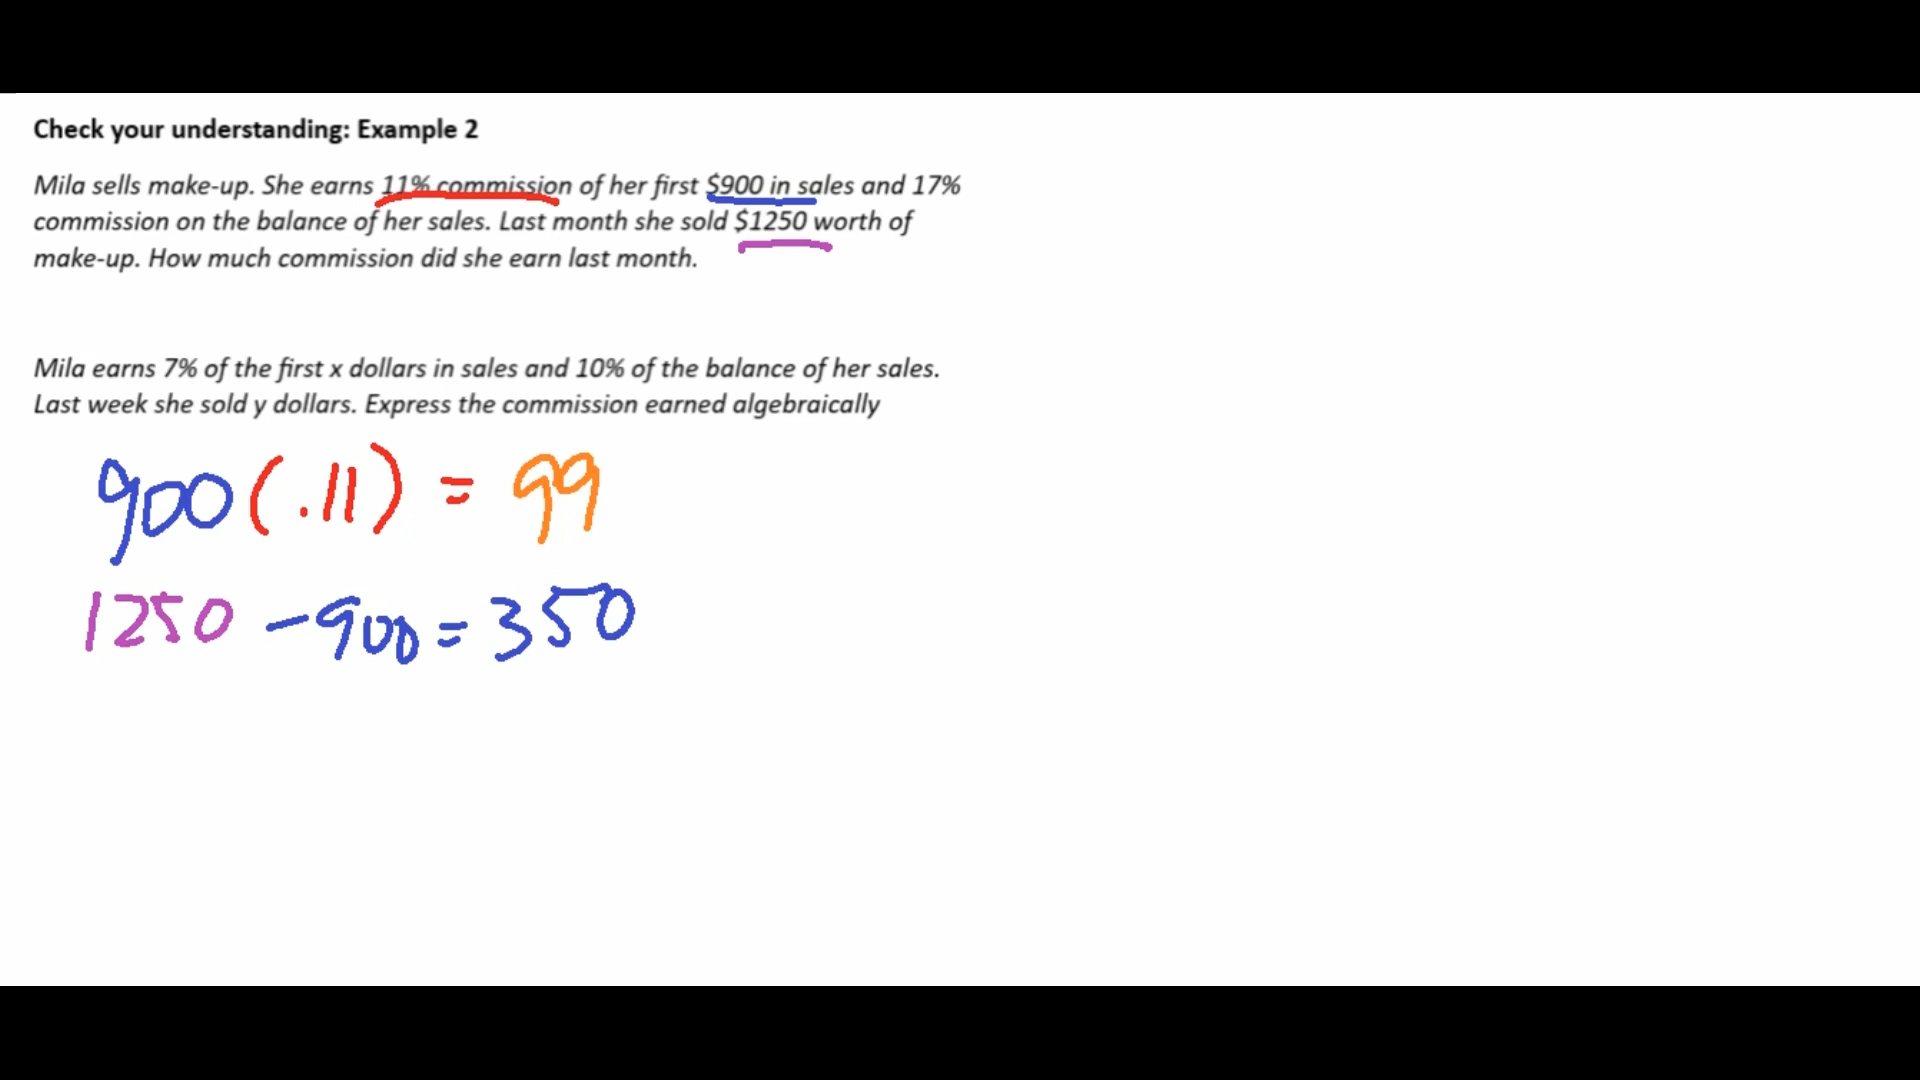 Check your understanding: Example 2
Mila sells make-up. She earns 11% commission of her first $900 in sales and 17%
commission on the balance of her sales. Last month she sold $1250 worth of
make-up. How much commission did she earn last month.
Mila earns 7% of the first x dollars in sales and 10% of the balance of her sales.
Last week she sold y dollars. Express the commission earned algebraically
900 (.11) = 99
1250 - 900 = 350